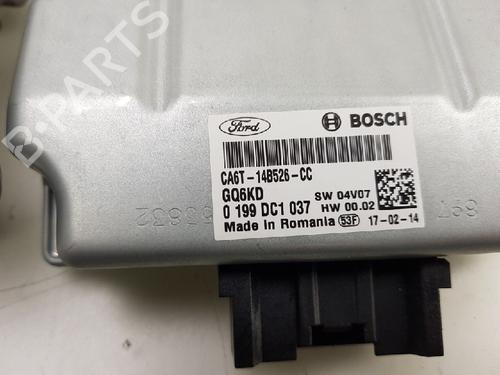 B-PARTS
Ford BOSCH
CA6T-14B526-CC
GQ6KD SW 04V07
0 199 DC1 037 HW 00.02
Made in Romania 53F 17-02-14